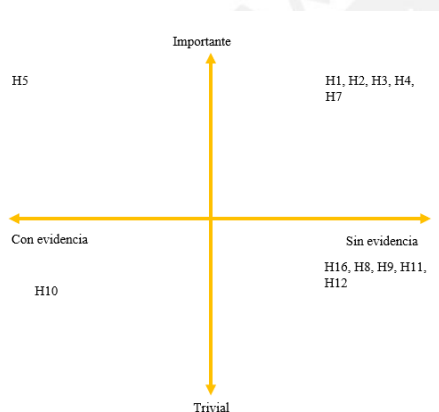 Importante
H5
H1, H2, H3, H4,
H7
Con evidencia
Sin evidencia
H16, H8, H9, H11,
H12
H10
Trivial